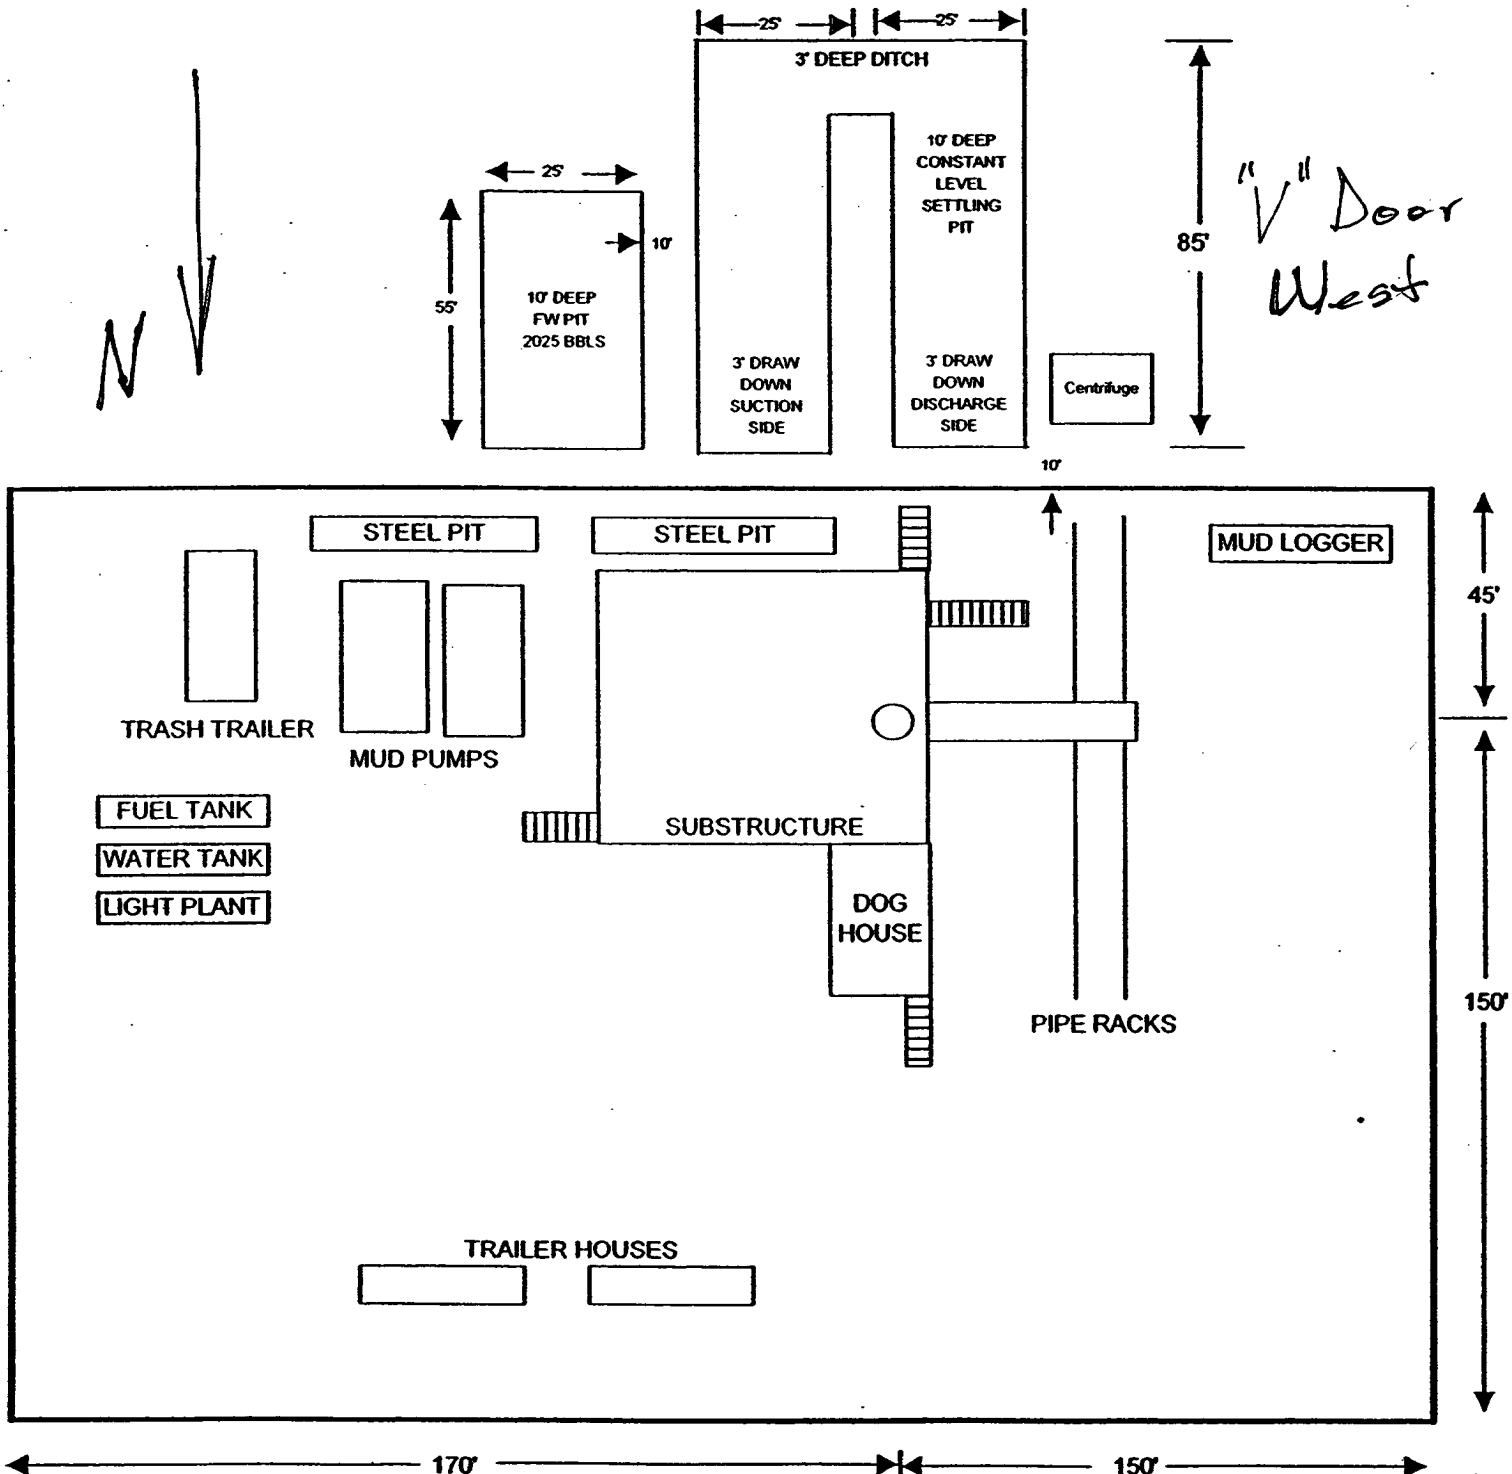 25' 25'
3' DEEP DITCH
10' DEEP
CONSTANT
LEVEL
SETTLING
PIT
"V" Door
West
25'
10'
85'
55'
10' DEEP
FW PIT
2025 BBLS
N
3' DRAW
DOWN
SUCTION
SIDE
3' DRAW
DOWN
DISCHARGE
SIDE
Centrifuge
10'
STEEL PIT
STEEL PIT
MUD LOGGER
45'
TRASH TRAILER
MUD PUMPS
FUEL TANK
WATER TANK
LIGHT PLANT
SUBSTRUCTURE
DOG
HOUSE
PIPE RACKS
150'
TRAILER HOUSES
170' 150'